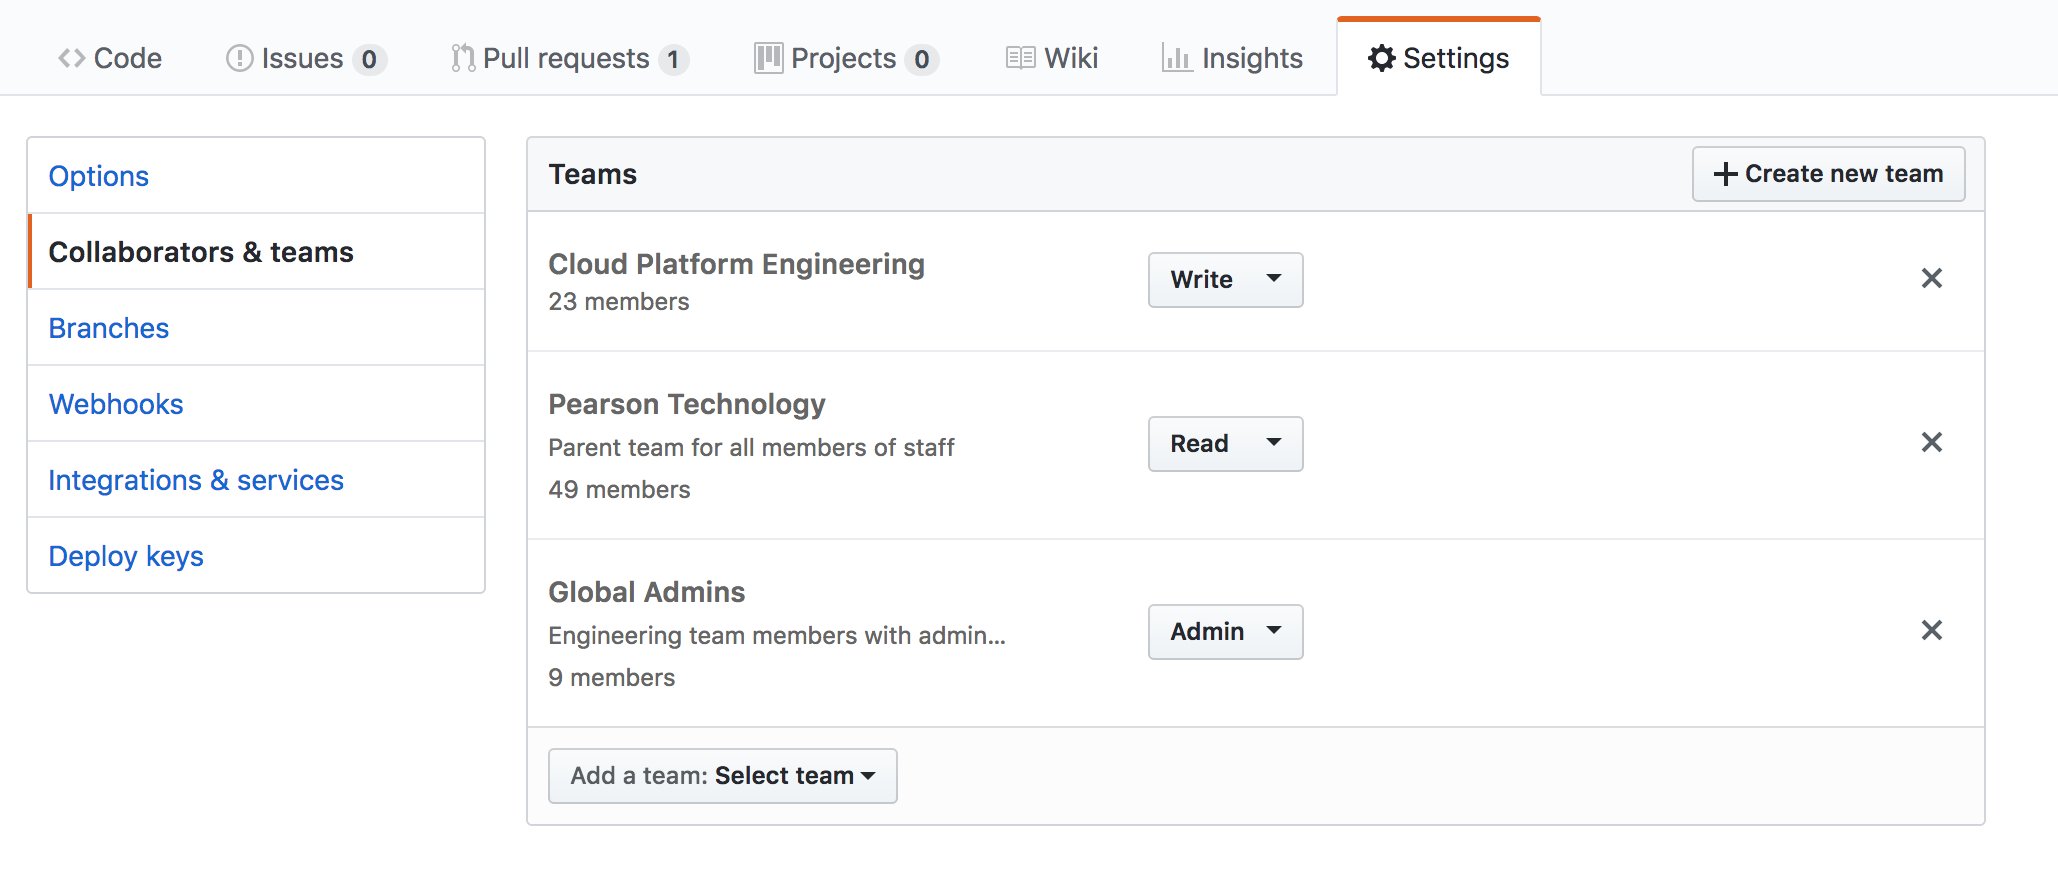 Code Issues 0 Pull requests 1 Projects 0 Wiki Insights Settings
Options
Collaborators & teams
Branches
Webhooks
Integrations & services
Deploy keys
Teams
Create new team
Cloud Platform Engineering
23 members
Write
Pearson Technology
Parent team for all members of staff
49 members
Read
Global Admins
Engineering team members with admin...
9 members
Admin
Add a team: Select team